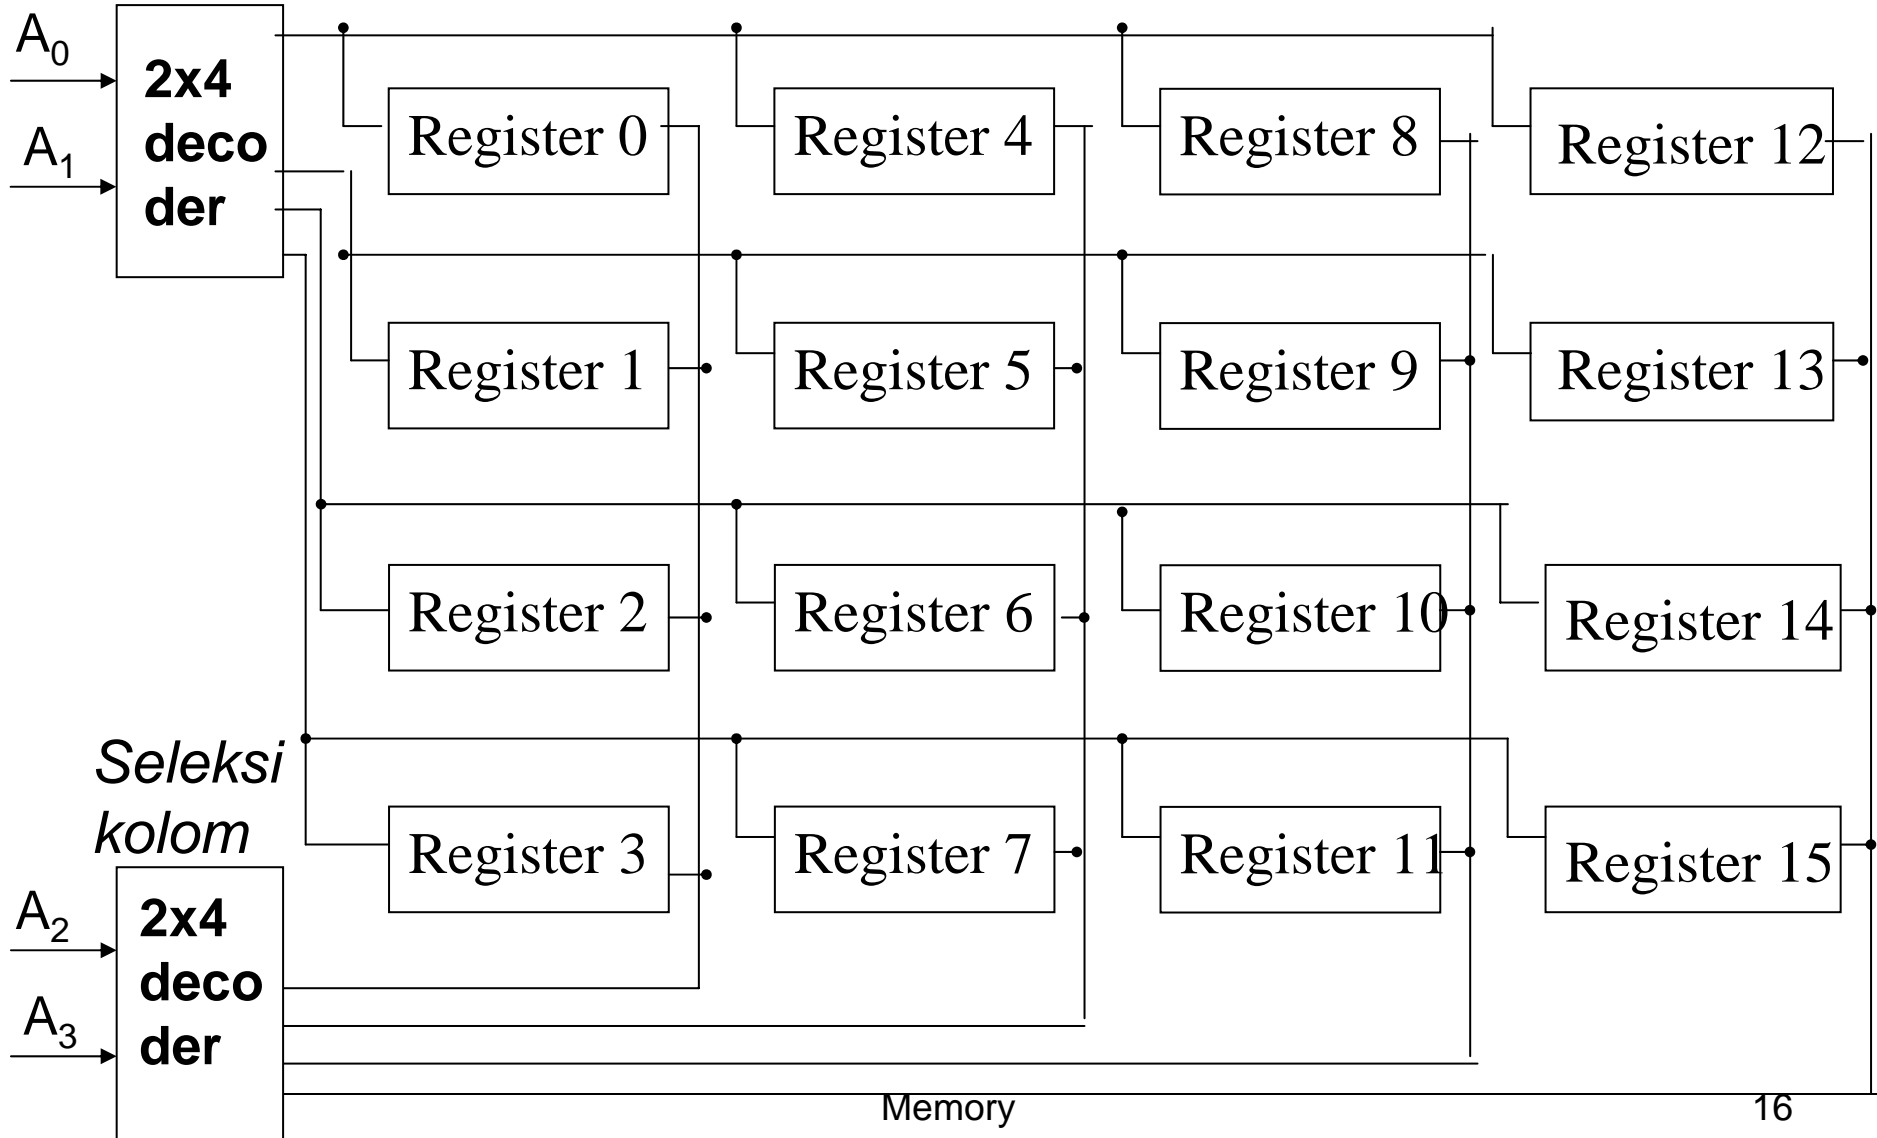 A0
2x4
deco
der
A1
Register 0
Register 4
Register 8
Register 12
Register 1
Register 5
Register 9
Register 13
Register 2
Register 6
Register 10
Register 14
Seleksi
kolom
Register 3
Register 7
Register 11
Register 15
A2
2x4
deco
der
A3
Memory
16